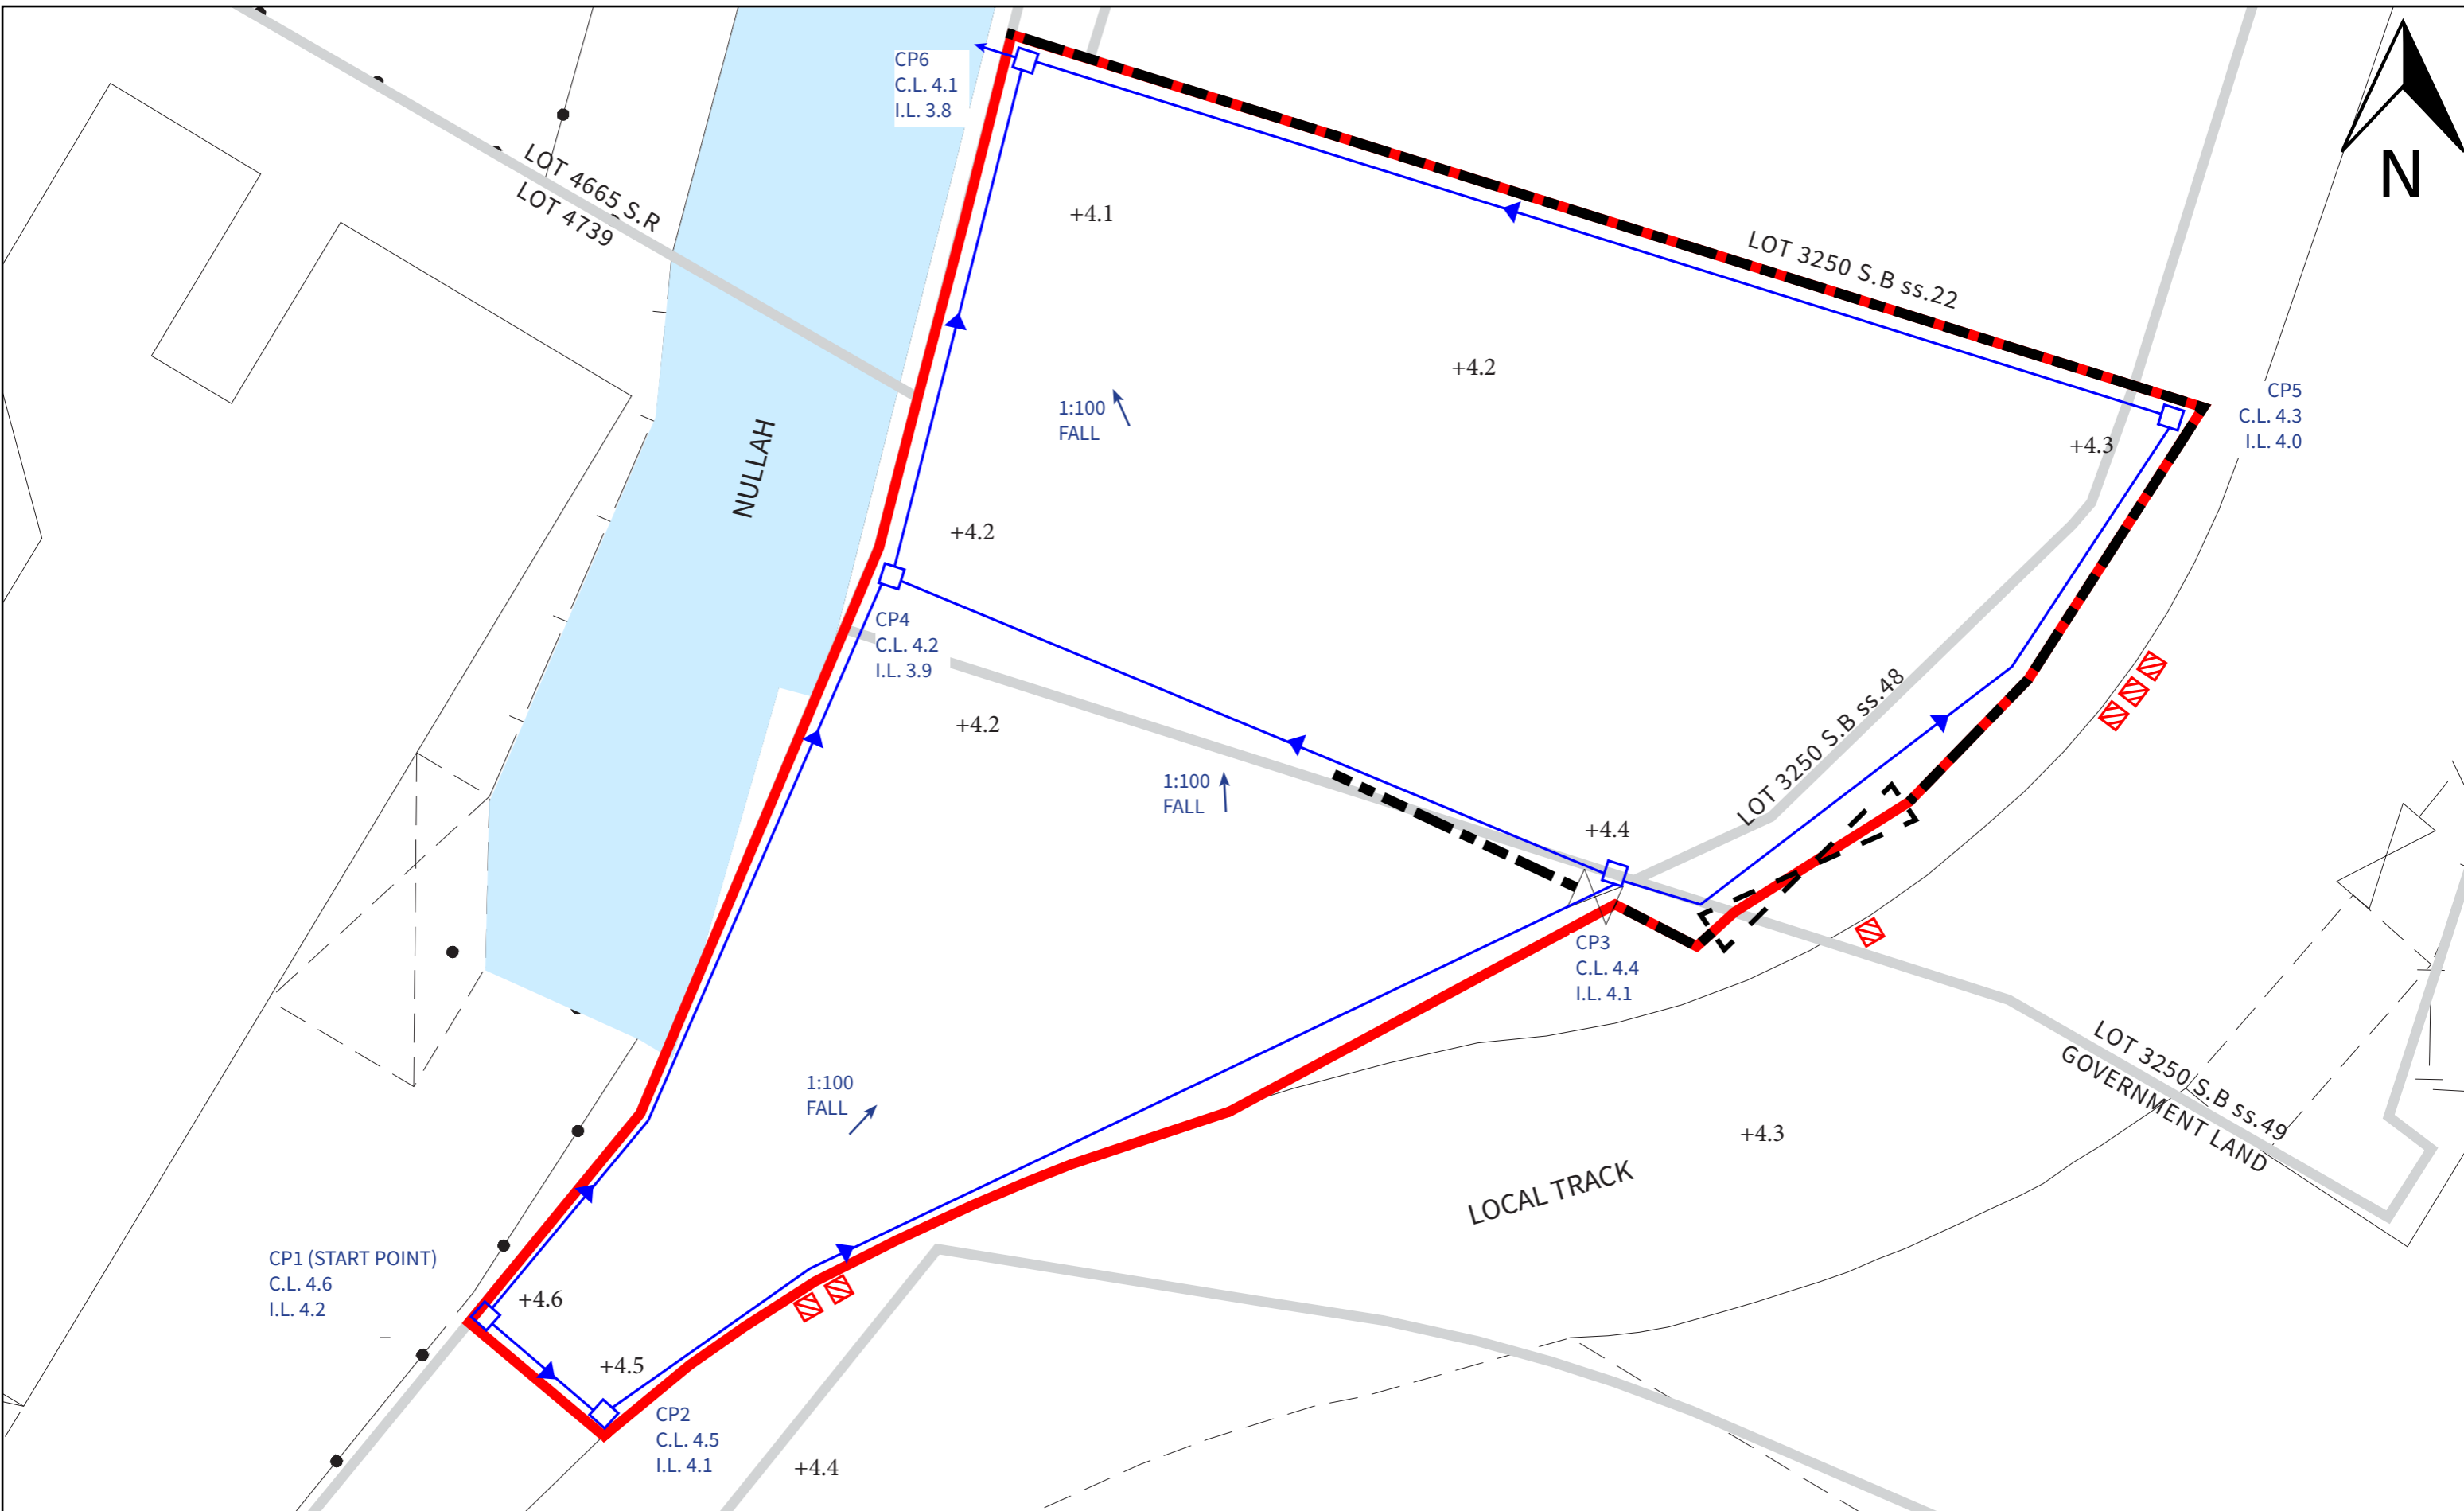 CP6
C.L. 4.1
I.L. 3.8
N
LOT 4665 S.R
LOT 4739
+4.1
LOT 3250 S.B ss.22
+4.2
CP5
C.L. 4.3
I.L. 4.0
1:100
FALL
+4.3
NULLAH
+4.2
CP4
C.L. 4.2
I.L. 3.9
+4.2
LOT 3250 S.B ss.48
1:100
FALL
+4.4
CP3
C.L. 4.4
I.L. 4.1
LOT 3250 S.B ss.49
GOVERNMENT LAND
1:100
FALL
+4.3
LOCAL TRACK
CP1 (START POINT)
C.L. 4.6
I.L. 4.2
+4.6
+4.5
CP2
C.L. 4.5
I.L. 4.1
+4.4